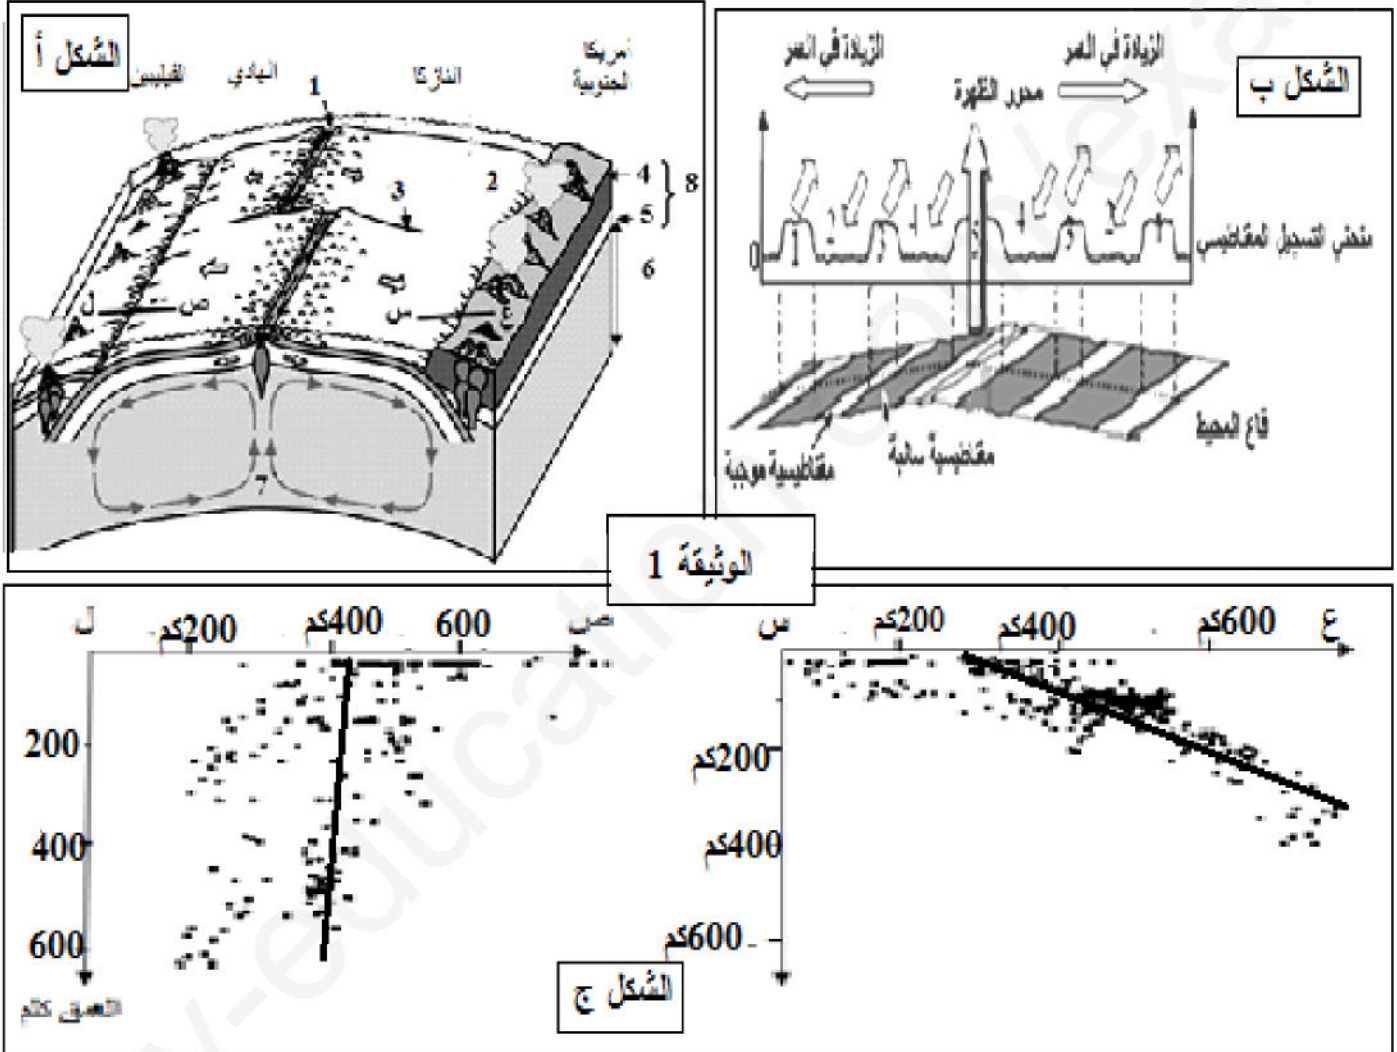 الشكل أ
الفيليبين
الهادي
النازكا
أمريكا
الجنوبية
1
2
3
4
5
8
6
7
ل
ص
س
ع
الشكل ب
الزيادة في العمر
الزيادة في العمر
محور الظهرة
0
منحنى التسجيل المغناطيسي
قاع المحيط
مغناطيسية سالبة
مغناطيسية موجبة
الوثيقة 1
ل
200كم
400كم
600
ص
200
400
600
العمق كلم
س
200كم
400كم
600كم
ع
200كم
400كم
600كم
الشكل ج